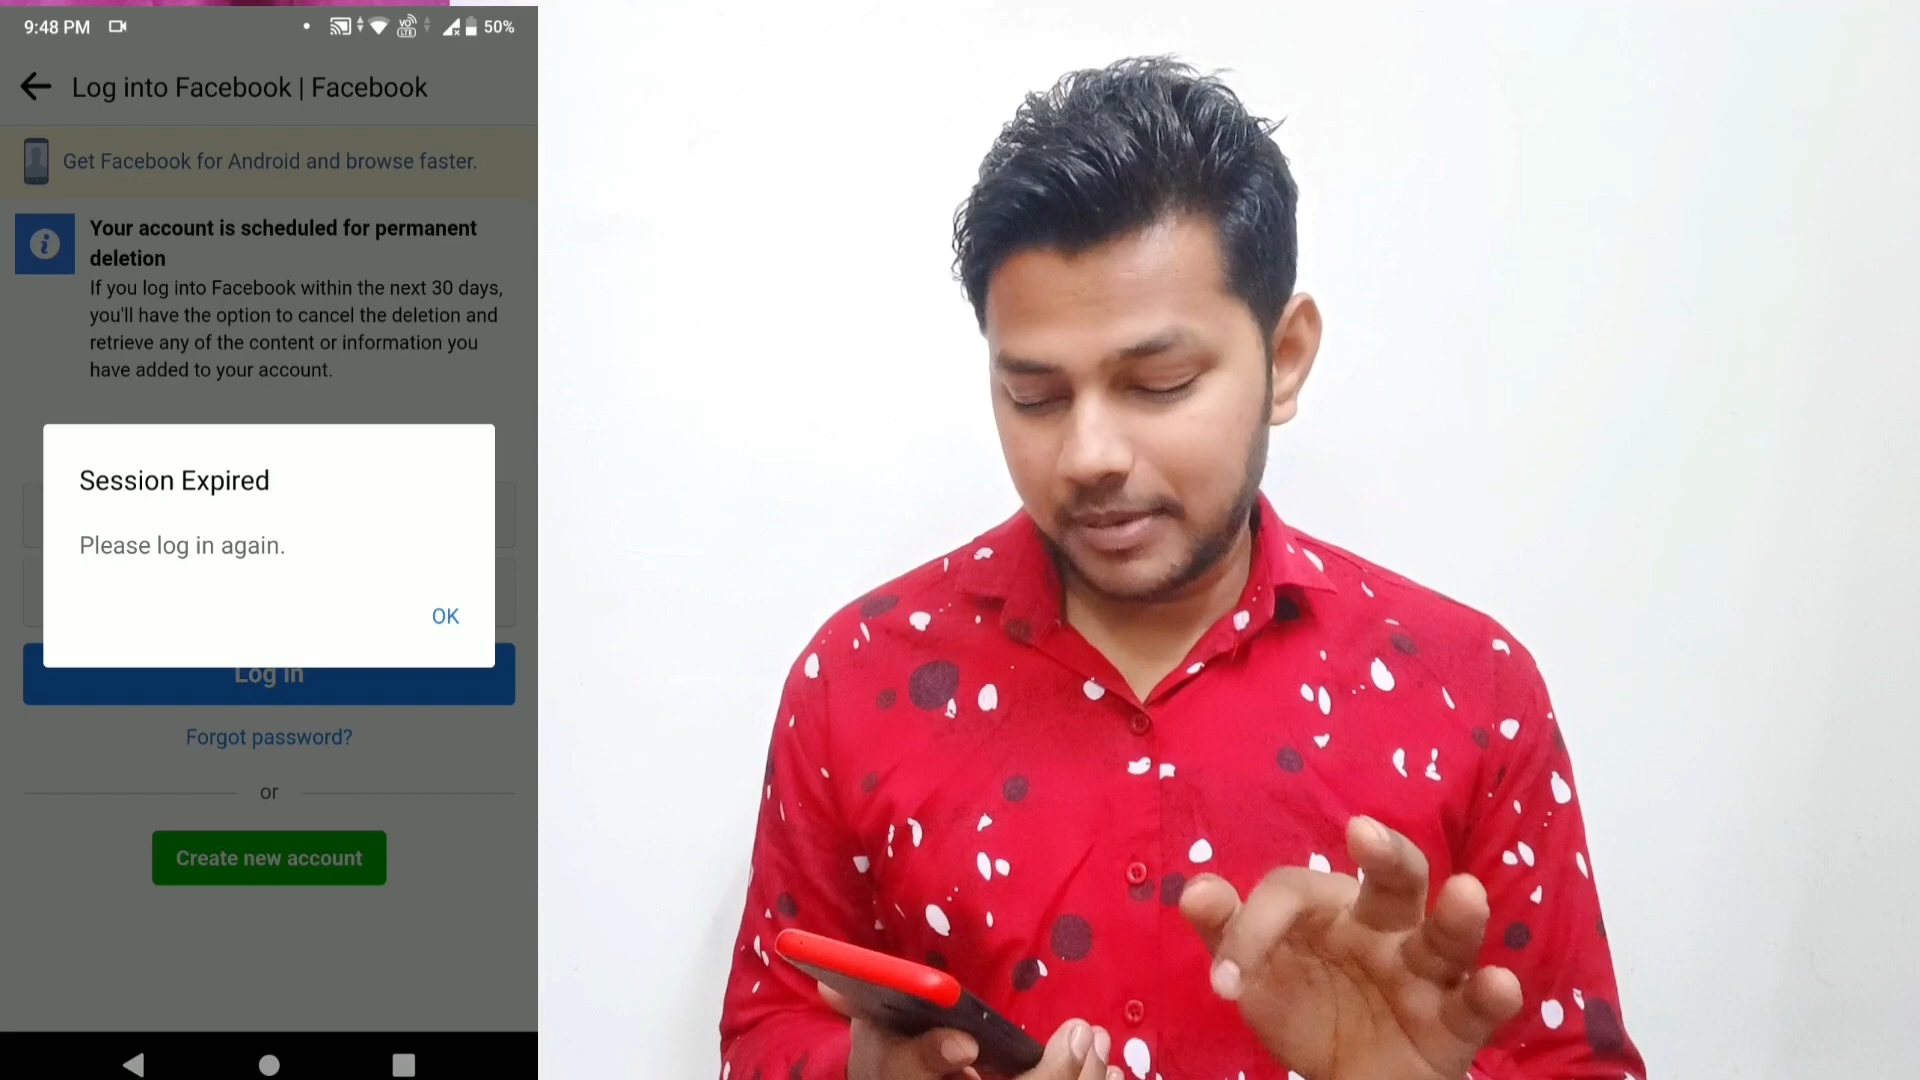 9:48 PM
VO LTE
50%
Log into Facebook | Facebook
Get Facebook for Android and browse faster.
Your account is scheduled for permanent
deletion
If you log into Facebook within the next 30 days,
you'll have the option to cancel the deletion and
retrieve any of the content or information you
have added to your account.
Session Expired
Please log in again.
OK
Log in
Forgot password?
or
Create new account